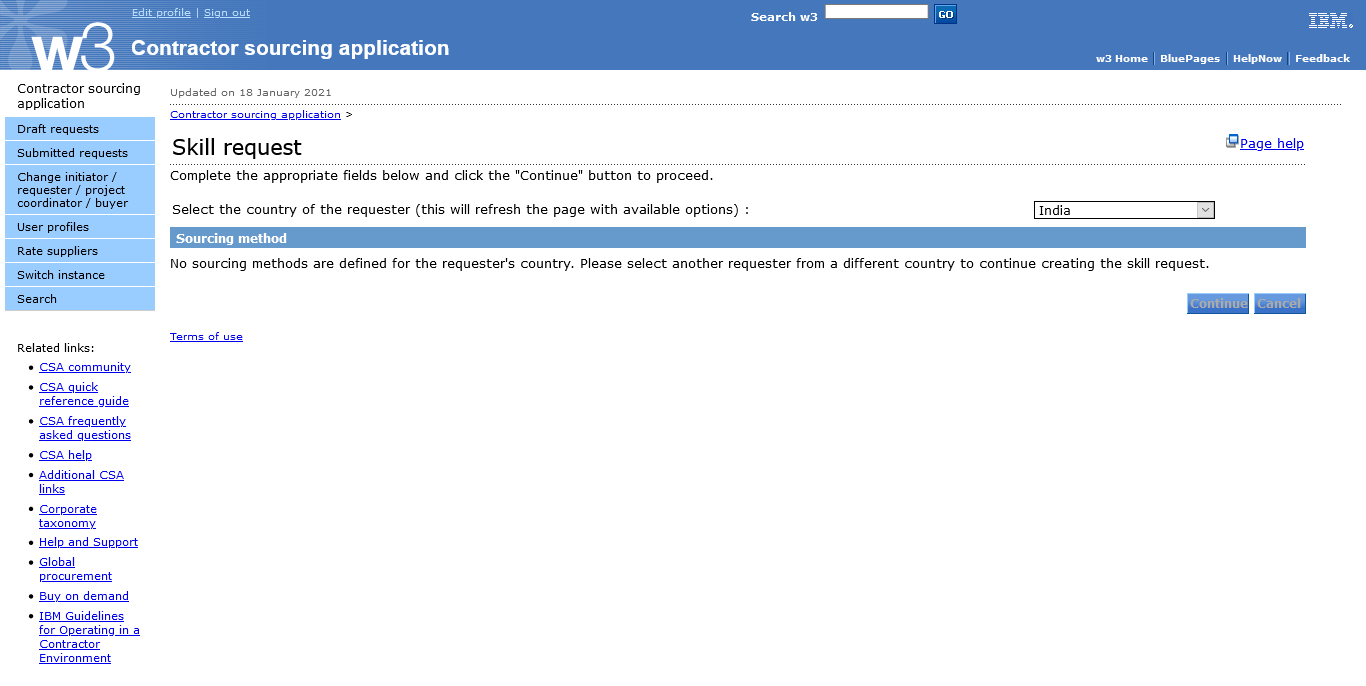 Edit profile | Sign out
Search w3
GO
IBM.
w3
Contractor sourcing application
w3 Home | BluePages | HelpNow | Feedback
Contractor sourcing
application
Draft requests
Submitted requests
Change initiator /
requester / project
coordinator / buyer
User profiles
Rate suppliers
Switch instance
Search
Related links:
• CSA community
• CSA quick
reference guide
• CSA frequently
asked questions
• CSA help
• Additional CSA
links
• Corporate
taxonomy
• Help and Support
• Global
procurement
• Buy on demand
• IBM Guidelines
for Operating in a
Contractor
Environment
Updated on 18 January 2021
Contractor sourcing application >
Skill request
Page help
Complete the appropriate fields below and click the "Continue" button to proceed.
Select the country of the requester (this will refresh the page with available options) :
India
Sourcing method
No sourcing methods are defined for the requester's country. Please select another requester from a different country to continue creating the skill request.
Continue Cancel
Terms of use